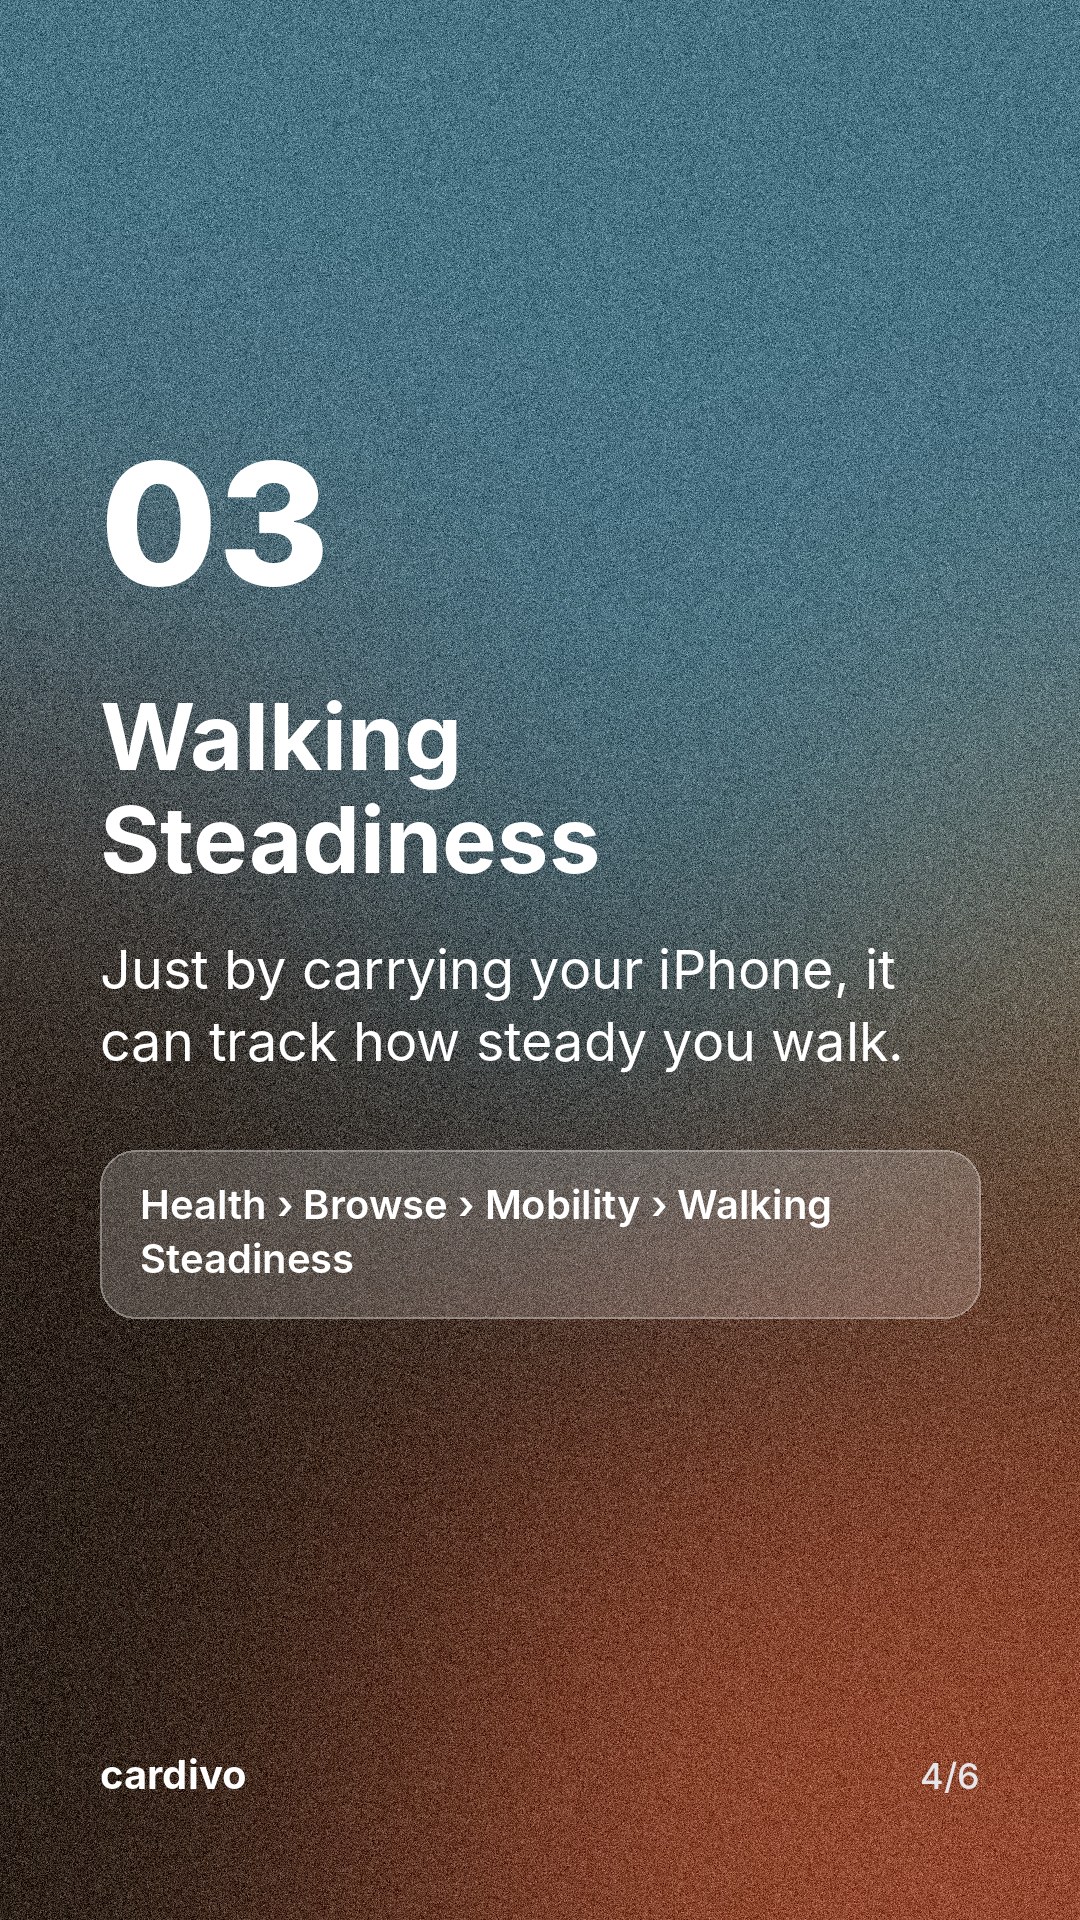 03
Walking
Steadiness
Just by carrying your iPhone, it
can track how steady you walk.
Health › Browse › Mobility › Walking
Steadiness
cardivo
4/6